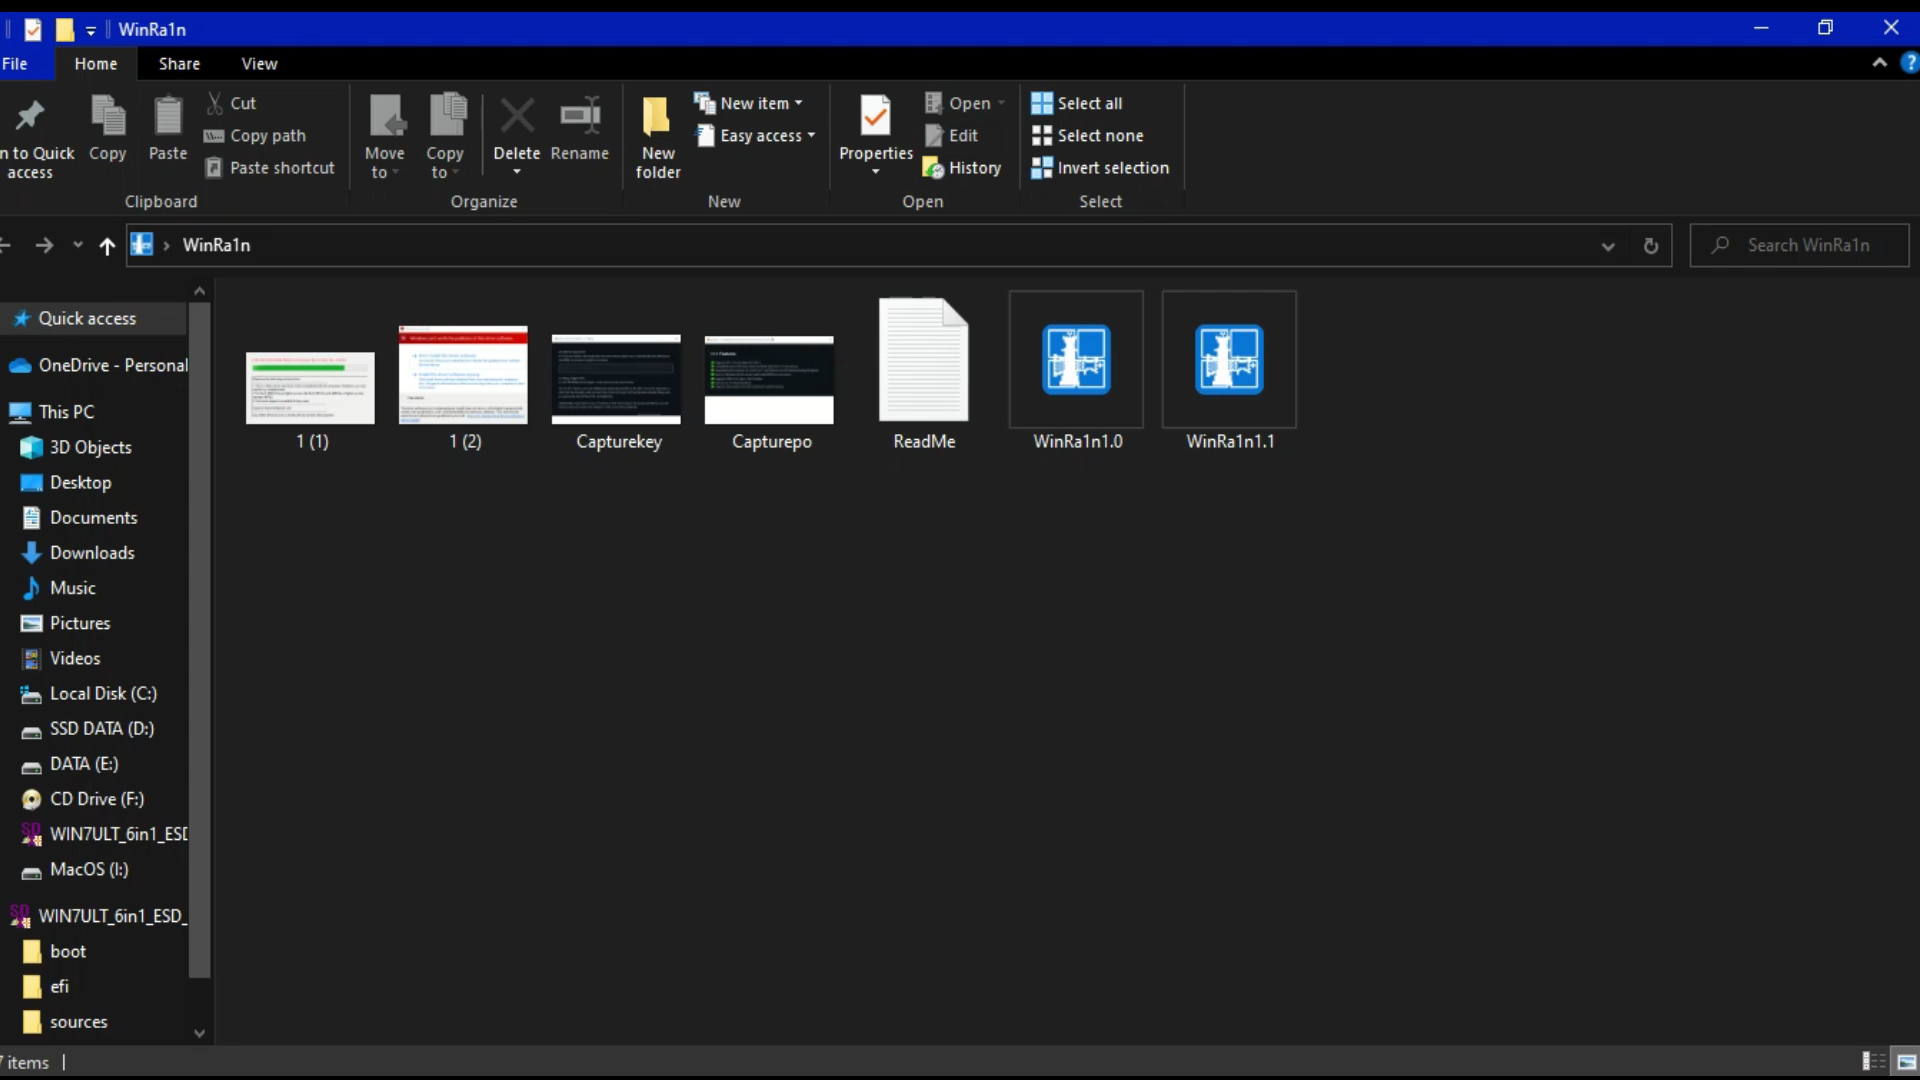 WinRa1n
File
Home
Share
View
n to Quick
access
Copy
Paste
Cut
Copy path
Paste shortcut
Clipboard
Move
to
Copy
to
Delete
Rename
Organize
New
folder
New item
Easy access
New
Properties
Open
Edit
History
Open
Select all
Select none
Invert selection
Select
WinRa1n
Search WinRa1n
Quick access
OneDrive - Personal
This PC
3D Objects
Desktop
Documents
Downloads
Music
Pictures
Videos
Local Disk (C:)
SSD DATA (D:)
DATA (E:)
CD Drive (F:)
WIN7ULT_6in1_ESD
MacOS (I:)
WIN7ULT_6in1_ESD_
boot
efi
sources
1 (1)
1 (2)
Capturekey
Capturepo
ReadMe
WinRa1n1.0
WinRa1n1.1
7 items